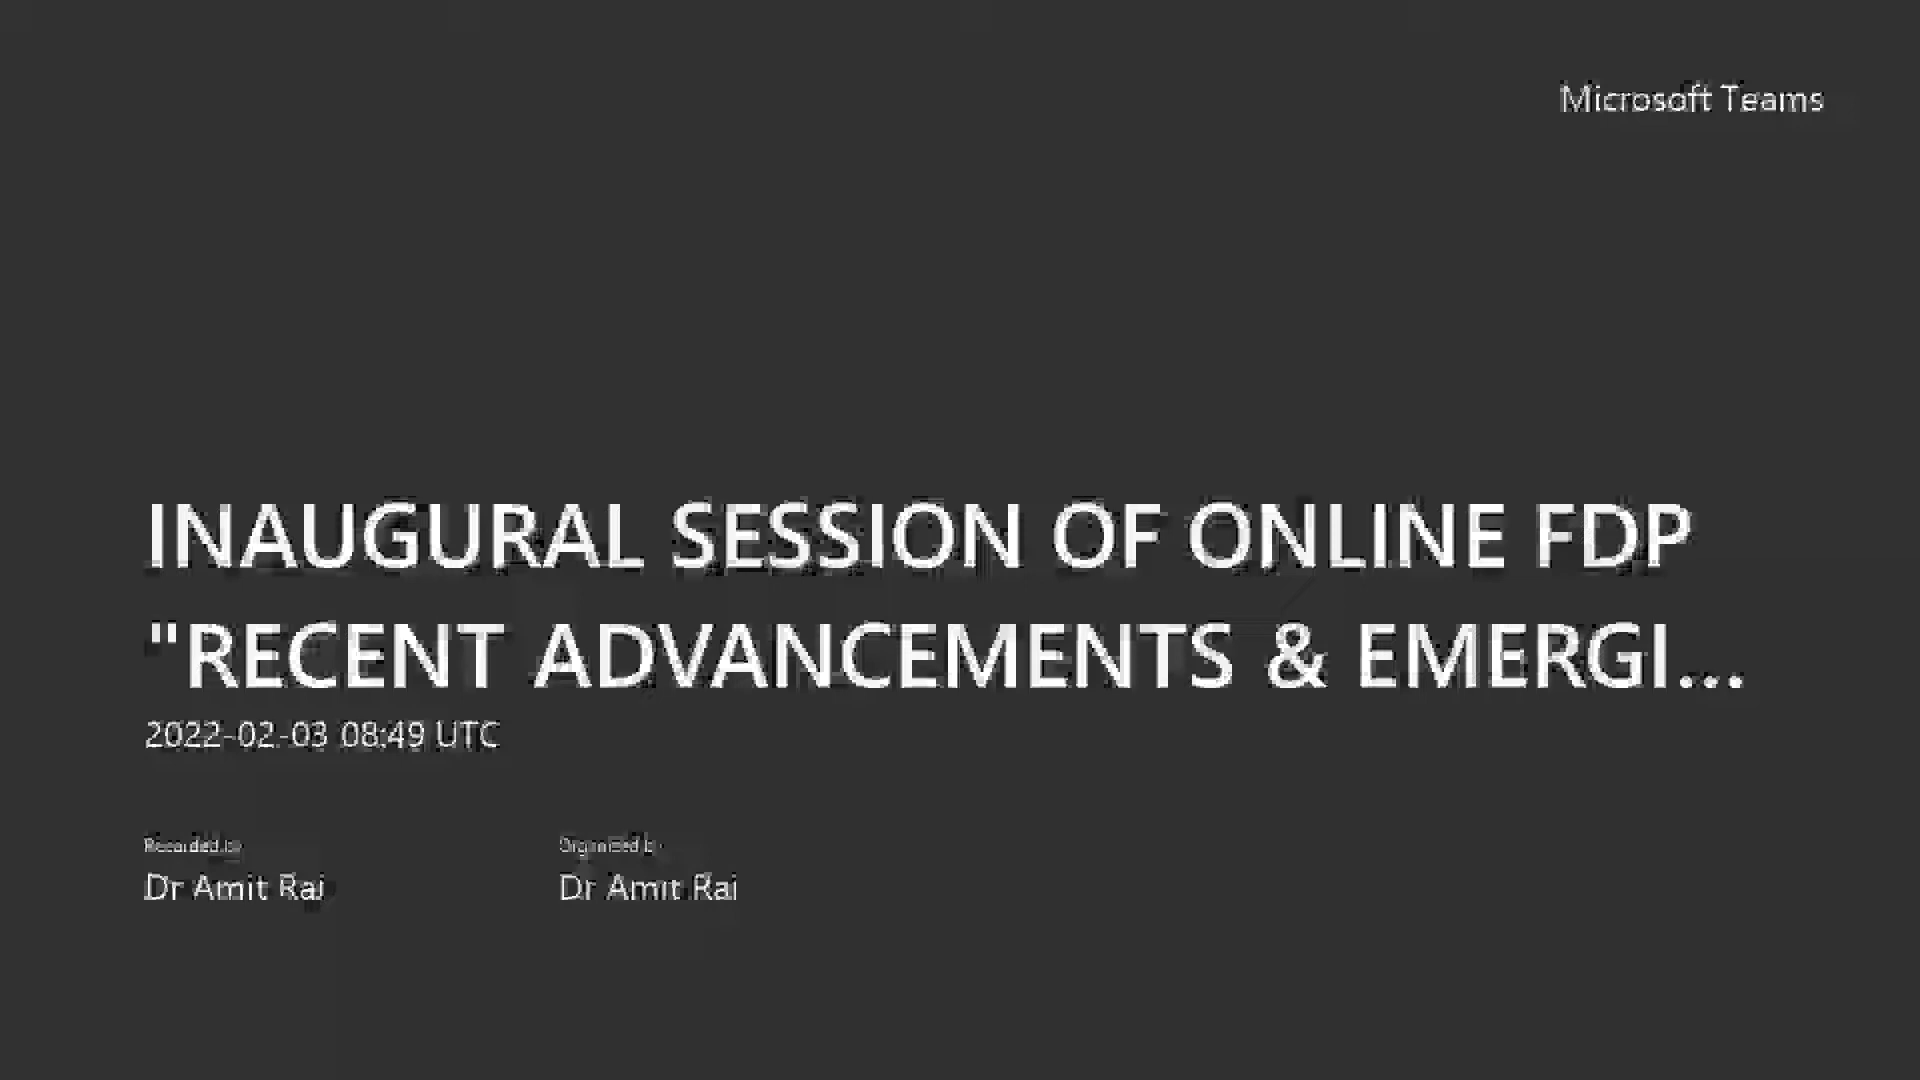 Microsoft Teams
INAUGURAL SESSION OF ONLINE FDP
"RECENT ADVANCEMENTS & EMERGI...
2022-02-03 08:49 UTC
Recorded by
Organized by
Dr Amit Rai
Dr Amit Rai